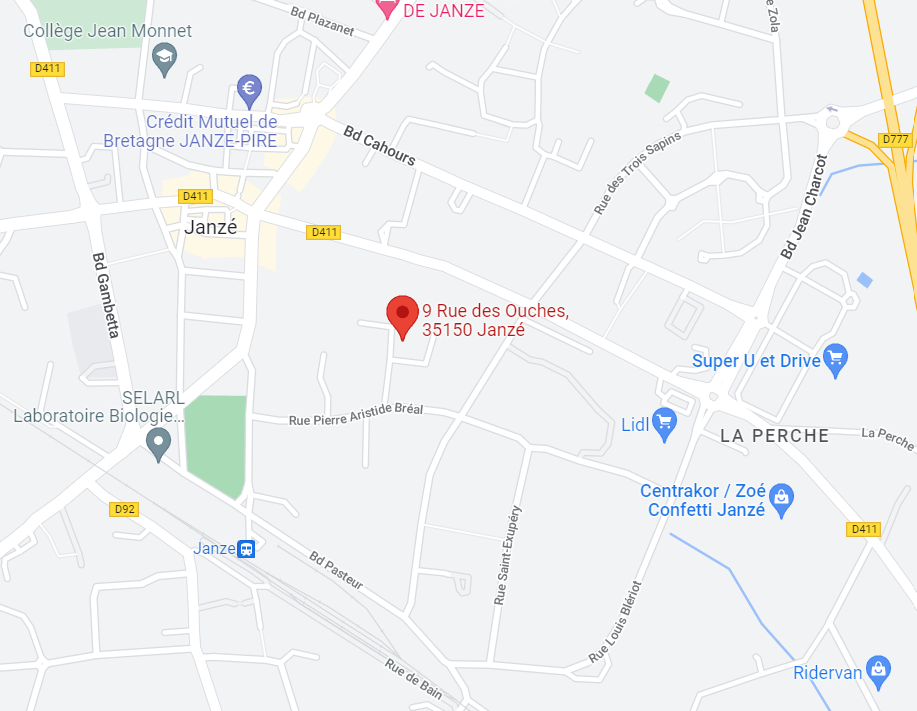 Bd Plazanet
DE JANZE
e Zola
Collège Jean Monnet
D411
Crédit Mutuel de
Bretagne JANZE-PIRE
Bd Cahours
Rue des Trois Sapins
D777
Bd Jean Charcot
D411
Janzé
D411
Bd Gambetta
9 Rue des Ouches,
35150 Janzé
Super U et Drive
SELARL
Laboratoire Biologie...
Rue Pierre Aristide Bréal
Lidl
LA PERCHE
La Perche
Centrakor / Zoé
Confetti Janzé
D92
D411
Janze
Bd Pasteur
Rue Saint-Exupéry
Rue Louis Blériot
Rue de Bain
Ridervan